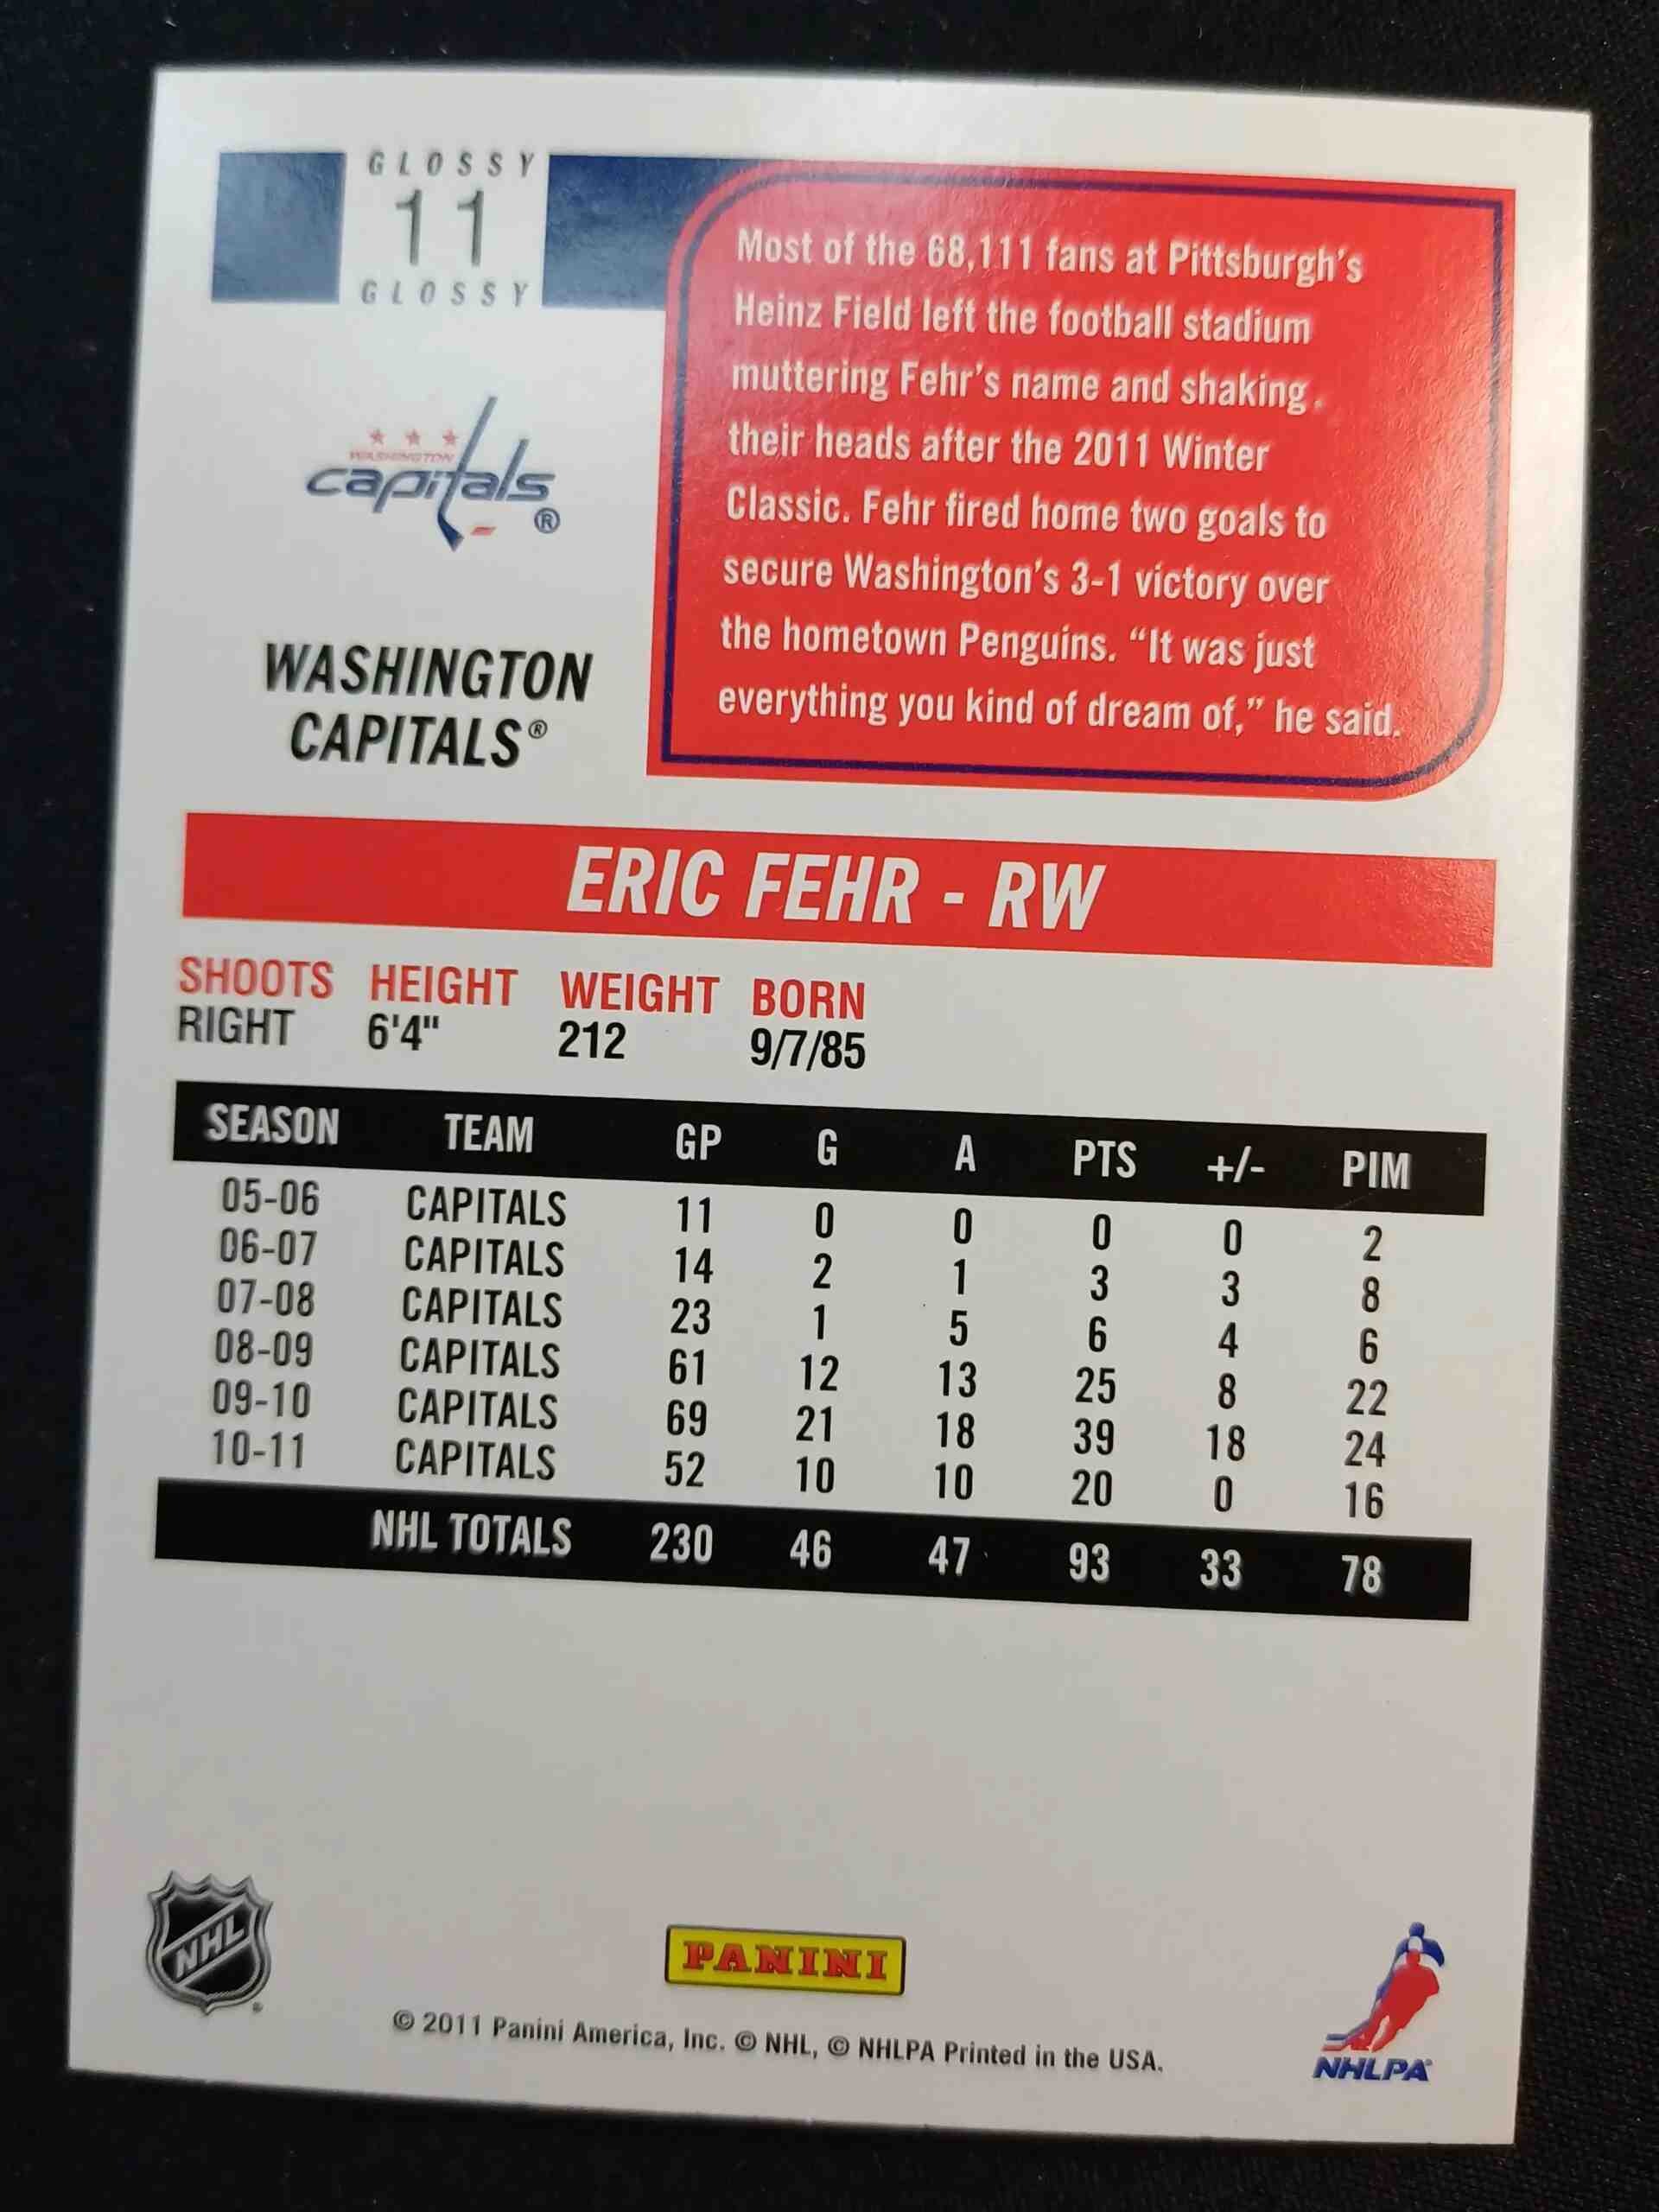 GLOSSY
11
GLOSSY
Most of the 68,111 fans at Pittsburgh's
Heinz Field left the football stadium
muttering Fehr's name and shaking
their heads after the 2011 Winter
Classic. Fehr fired home two goals to
secure Washington's 3-1 victory over
the hometown Penguins. "It was just
everything you kind of dream of," he said.
WASHINGTON
capitals®
WASHINGTON
CAPITALS®
ERIC FEHR - RW
SHOOTS HEIGHT WEIGHT BORN
RIGHT 6'4" 212 9/7/85
SEASON TEAM GP G A PTS +/- PIM
05-06 CAPITALS 11 0 0 0 0 2
06-07 CAPITALS 14 2 1 3 3 8
07-08 CAPITALS 23 1 5 6 4 6
08-09 CAPITALS 61 12 13 25 8 22
09-10 CAPITALS 69 21 18 39 18 24
10-11 CAPITALS 52 10 10 20 0 16
NHL TOTALS 230 46 47 93 33 78
NHL
PANINI
NHLPA
© 2011 Panini America, Inc. © NHL, © NHLPA Printed in the USA.